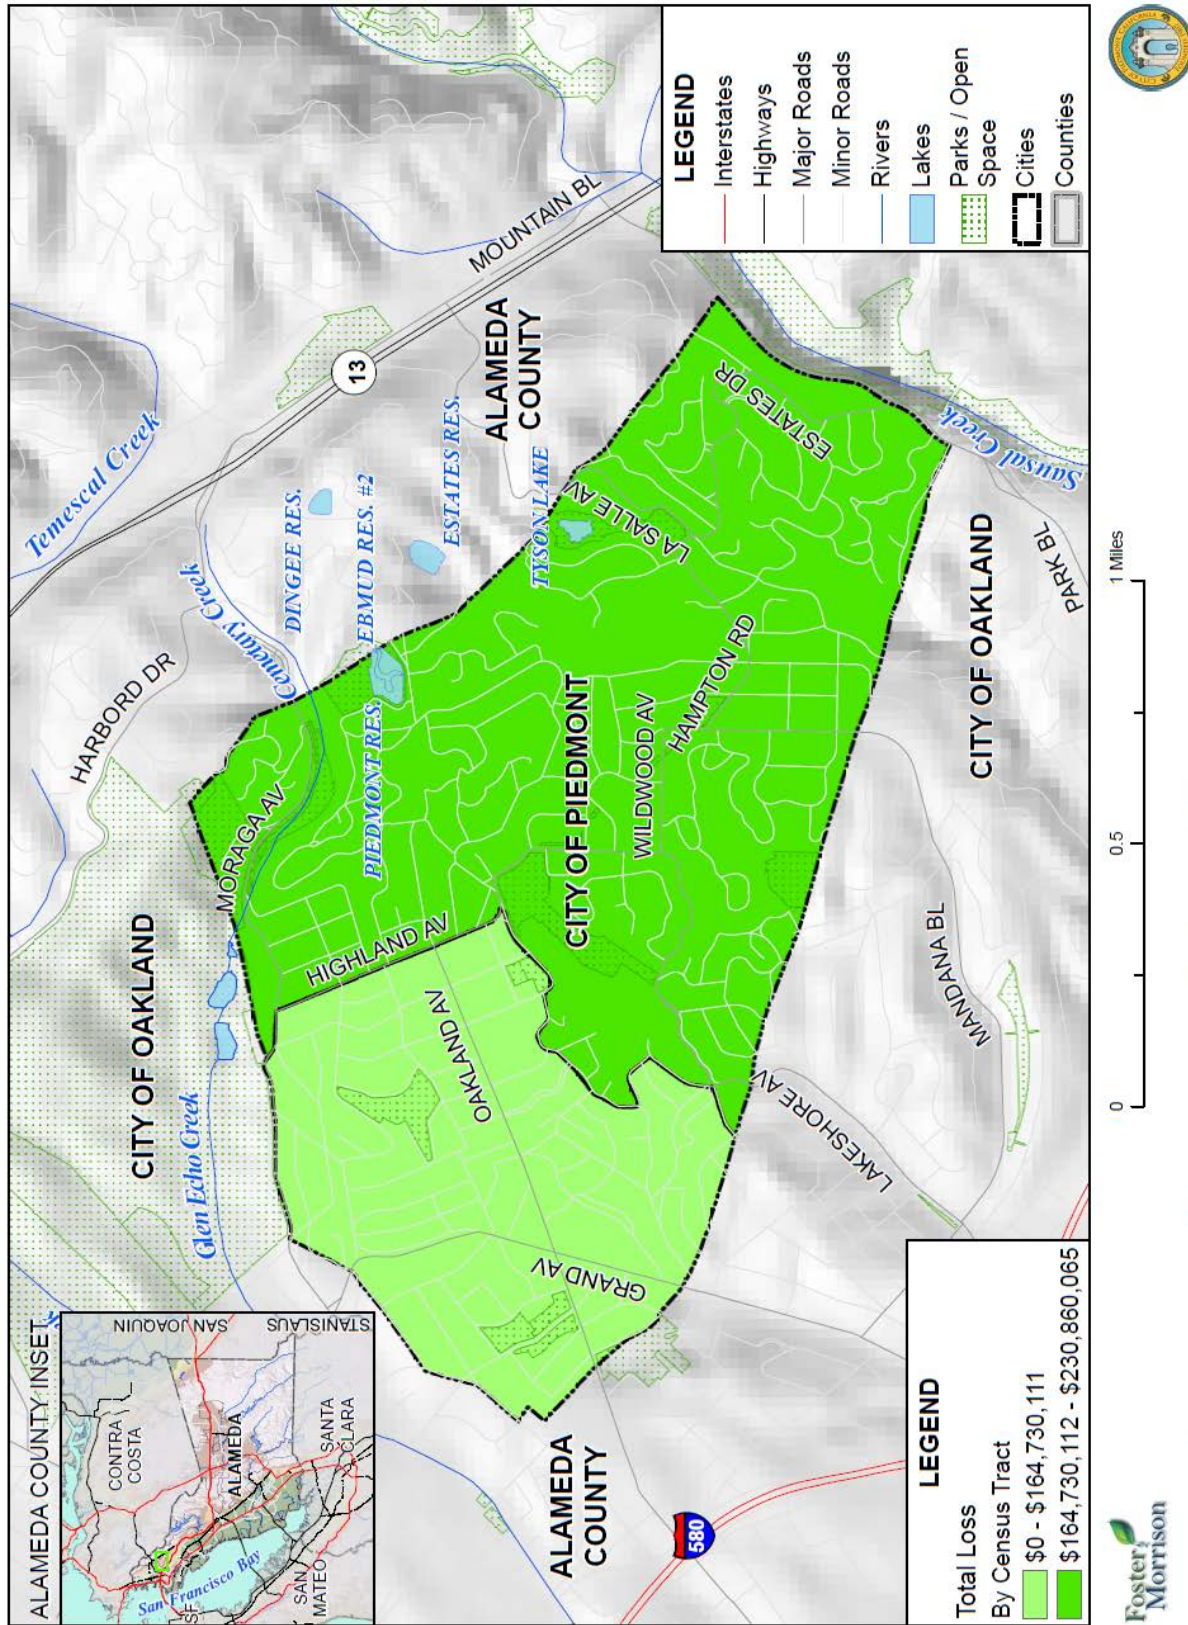 ALAMEDA COUNTY INSET
CONTRA
COSTA
SAN JOAQUIN
ALAMEDA
STANISLAUS
San Francisco Bay
SF
SAN
MATEO
SANTA
CLARA
Temescal Creek
HARBORD DR
13
MOUNTAIN BL
CITY OF OAKLAND
Glen Echo Creek
Cemetary Creek
DINGEE RES.
MORAGA AV
PIEDMONT RES.
EBMUD RES. #2
ESTATES RES.
ALAMEDA
COUNTY
TYSON LAKE
HIGHLAND AV
OAKLAND AV
LA SALLE AV
ESTATES DR
CITY OF PIEDMONT
WILDWOOD AV
HAMPTON RD
GRAND AV
ALAMEDA
COUNTY
580
LAKESHORE AV
MANDANA BL
CITY OF OAKLAND
PARK BL
Sausal Creek
LEGEND
Interstates
Highways
Major Roads
Minor Roads
Rivers
Lakes
Parks / Open
Space
Cities
Counties
LEGEND
Total Loss
By Census Tract
$0 - $164,730,111
$164,730,112 - $230,860,065
0
0.5
1 Miles
Foster
Morrison